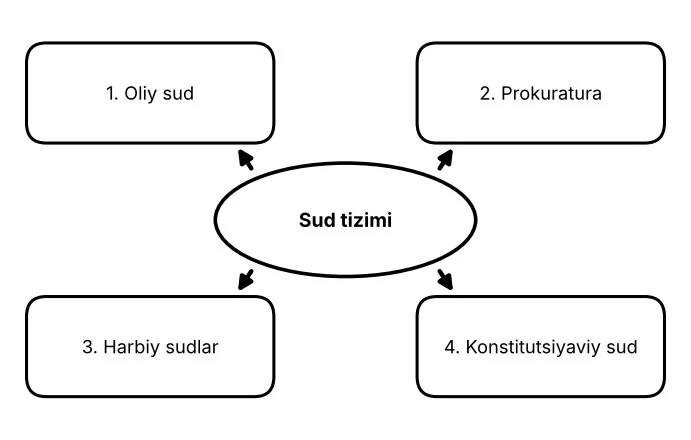 1. Oliy sud
2. Prokuratura
Sud tizimi
3. Harbiy sudlar
4. Konstitutsiyaviy sud